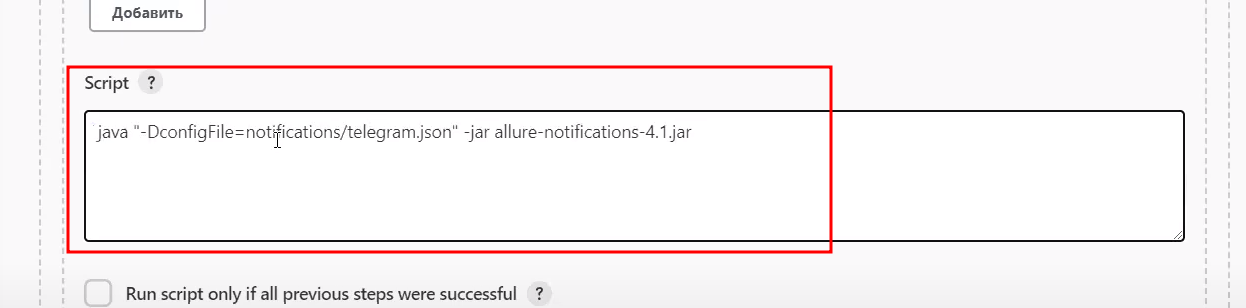 Добавить
Script ?
java "-DconfigFile=notifications/telegram.json" -jar allure-notifications-4.1.jar
Run script only if all previous steps were successful ?